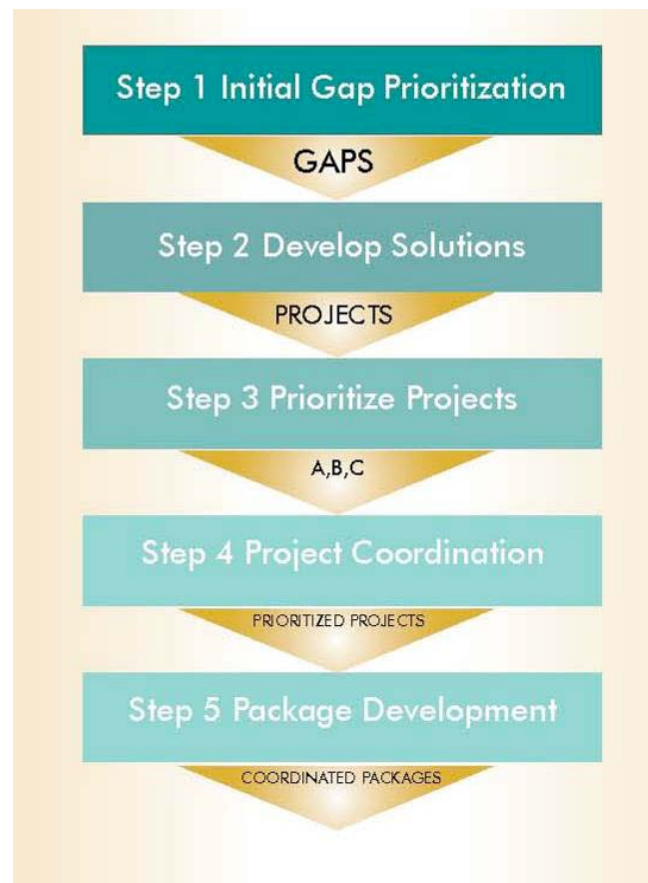 Step 1 Initial Gap Prioritization
GAPS
Step 2 Develop Solutions
PROJECTS
Step 3 Prioritize Projects
A,B,C
Step 4 Project Coordination
PRIORITIZED PROJECTS
Step 5 Package Development
COORDINATED PACKAGES